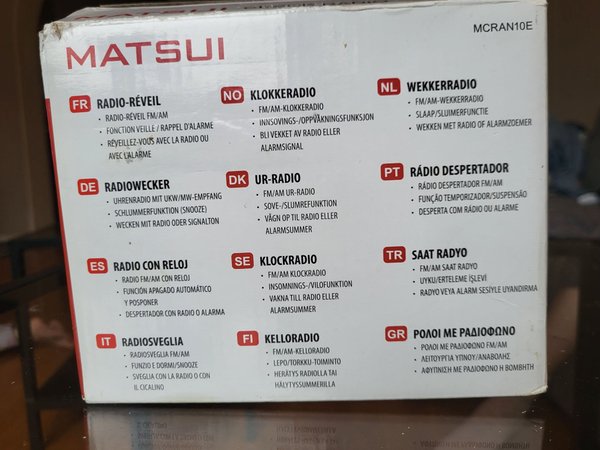 MATSUI
MCRAN10E
FR RADIO-RÉVEIL
• RADIO-RÉVEIL FM/AM
• FONCTION VEILLE / RAPPEL D'ALARME
• RÉVEILLEZ-VOUS AVEC LA RADIO OU
AVEC L'ALARME
NO KLOKKERADIO
• FM/AM-KLOKKERADIO
• INNSOVINGS-/OPPVÅKNINGSFUNKSJON
• BLI VEKKET AV RADIO ELLER
ALARMSIGNAL
NL WEKKERRADIO
• FM/AM-WEKKERRADIO
• SLAAP/SLUIMERFUNCTIE
• WEKKEN MET RADIO OF ALARMZOEMER
DE RADIOWECKER
• UHRENRADIO MIT UKW/MW-EMPFANG
• SCHLUMMERFUNKTION (SNOOZE)
• WECKEN MIT RADIO ODER SIGNALTON
DK UR-RADIO
• FM/AM UR-RADIO
• SOVE-/SLUMREFUNKTION
• VÅGN OP TIL RADIO ELLER
ALARMSUMMER
PT RÁDIO DESPERTADOR
• RÁDIO DESPERTADOR FM/AM
• FUNÇÃO TEMPORIZADOR/SUSPENSÃO
• DESPERTA COM RÁDIO OU ALARME
ES RADIO CON RELOJ
• RADIO FM/AM CON RELOJ
• FUNCIÓN APAGADO AUTOMÁTICO
Y POSPONER
• DESPERTADOR CON RADIO O ALARMA
SE KLOCKRADIO
• FM/AM KLOCKRADIO
• INSOMNINGS-/VILOFUNKTION
• VAKNA TILL RADIO ELLER
ALARMSUMMER
TR SAAT RADYO
• FM/AM SAAT RADYO
• UYKU/ERTELEME İŞLEVİ
• RADYO VEYA ALARM SESİYLE UYANDIRMA
IT RADIOSVEGLIA
• RADIOSVEGLIA FM/AM
• FUNZIO E DORMI/SNOOZE
• SVEGLIA CON LA RADIO O CON
IL CICALINO
FI KELLORADIO
• FM/AM-KELLORADIO
• LEPO/TORKKU-TOIMINTO
• HERÄTYS RADIOLLA TAI
HÄLYTYSSUMMERILLA
GR ΡΟΛΟΙ ΜΕ ΡΑΔΙΟΦΩΝΟ
• ΡΟΛΟΙ ΜΕ ΡΑΔΙΟΦΩΝΟ FM/AM
• ΛΕΙΤΟΥΡΓΙΑ ΥΠΝΟΥ/ΑΝΑΒΟΛΗΣ
• ΑΦΥΠΝΙΣΗ ΜΕ ΡΑΔΙΟΦΩΝΟ Η ΒΟΜΒΗΤΗ